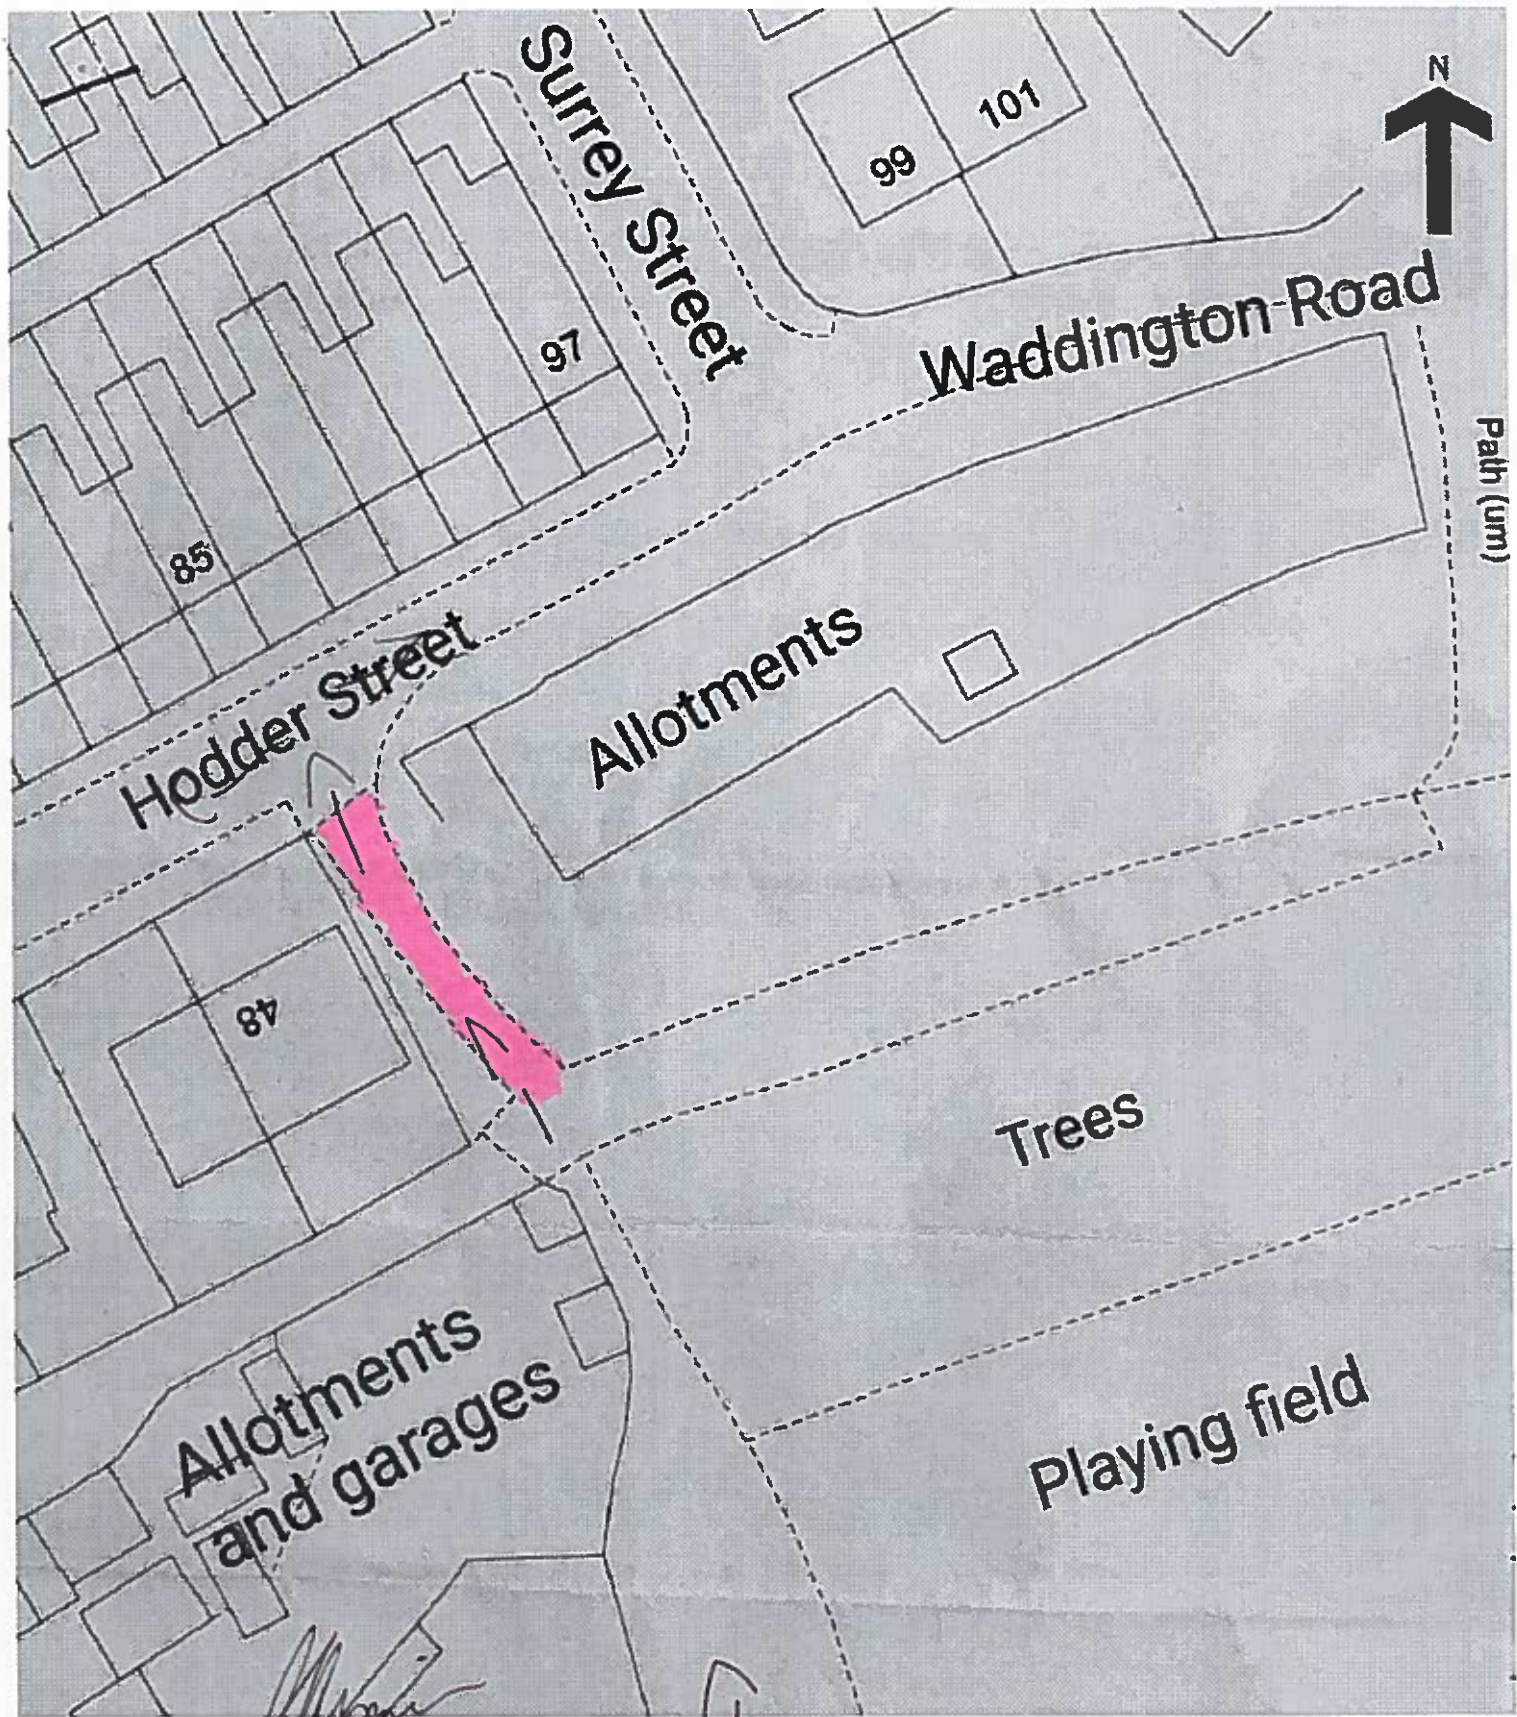 Surrey Street
N
101
99
Waddington Road
97
Path (um)
85
Hodder Street
Allotments
48
Trees
Allotments
and garages
Playing field